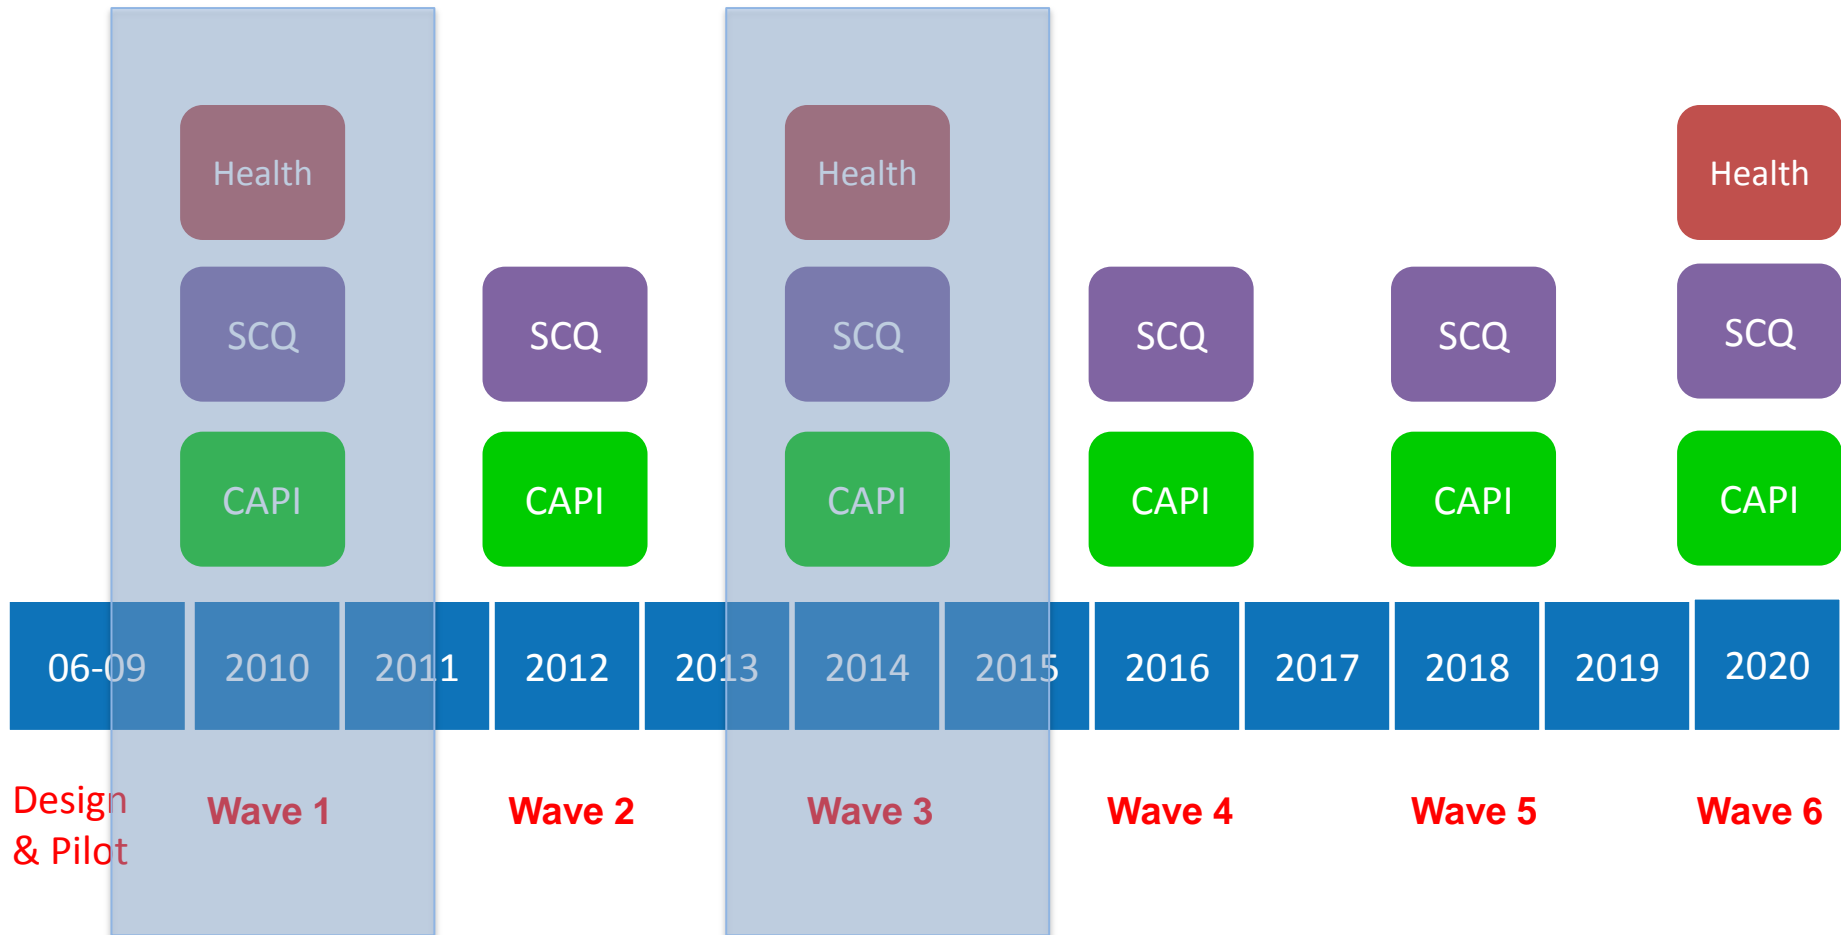 Health
Health
Health
SCQ
SCQ
SCQ
SCQ
SCQ
SCQ
CAPI
CAPI
CAPI
CAPI
CAPI
CAPI
06-09
2010
2011
2012
2013
2014
2015
2016
2017
2018
2019
2020
Design
& Pilot
Wave 1
Wave 2
Wave 3
Wave 4
Wave 5
Wave 6